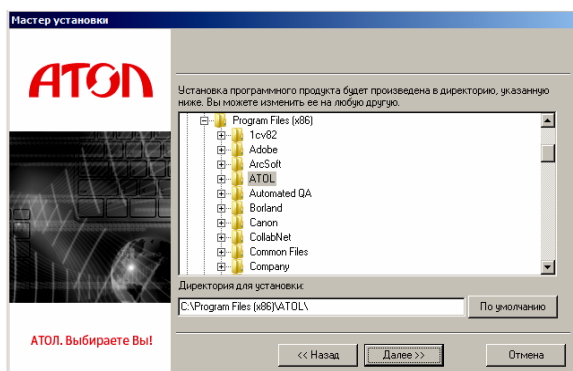 Мастер установки
АТОЛ
Установка программного продукта будет произведена в директорию, указанную
ниже. Вы можете изменить ее на любую другую.
Program Files (x86)
1cv82
Adobe
ArcSoft
ATOL
Automated QA
Borland
Canon
CollabNet
Common Files
Company
Директория для установки:
C:\Program Files (x86)\ATOL\
По умолчанию
АТОЛ. Выбираете Вы!
<< Назад
Далее >>
Отмена